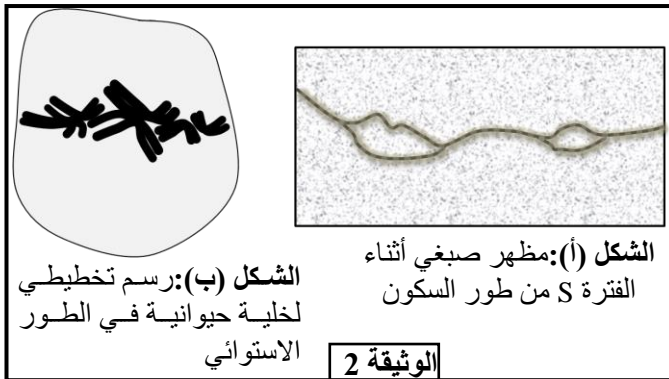 الشكل (أ):مظهر صبغي أثناء
الفترة S من طور السكون
الشكل (ب):رسم تخطيطي
لخلية حيوانية في الطور
الاستوائي
الوثيقة 2